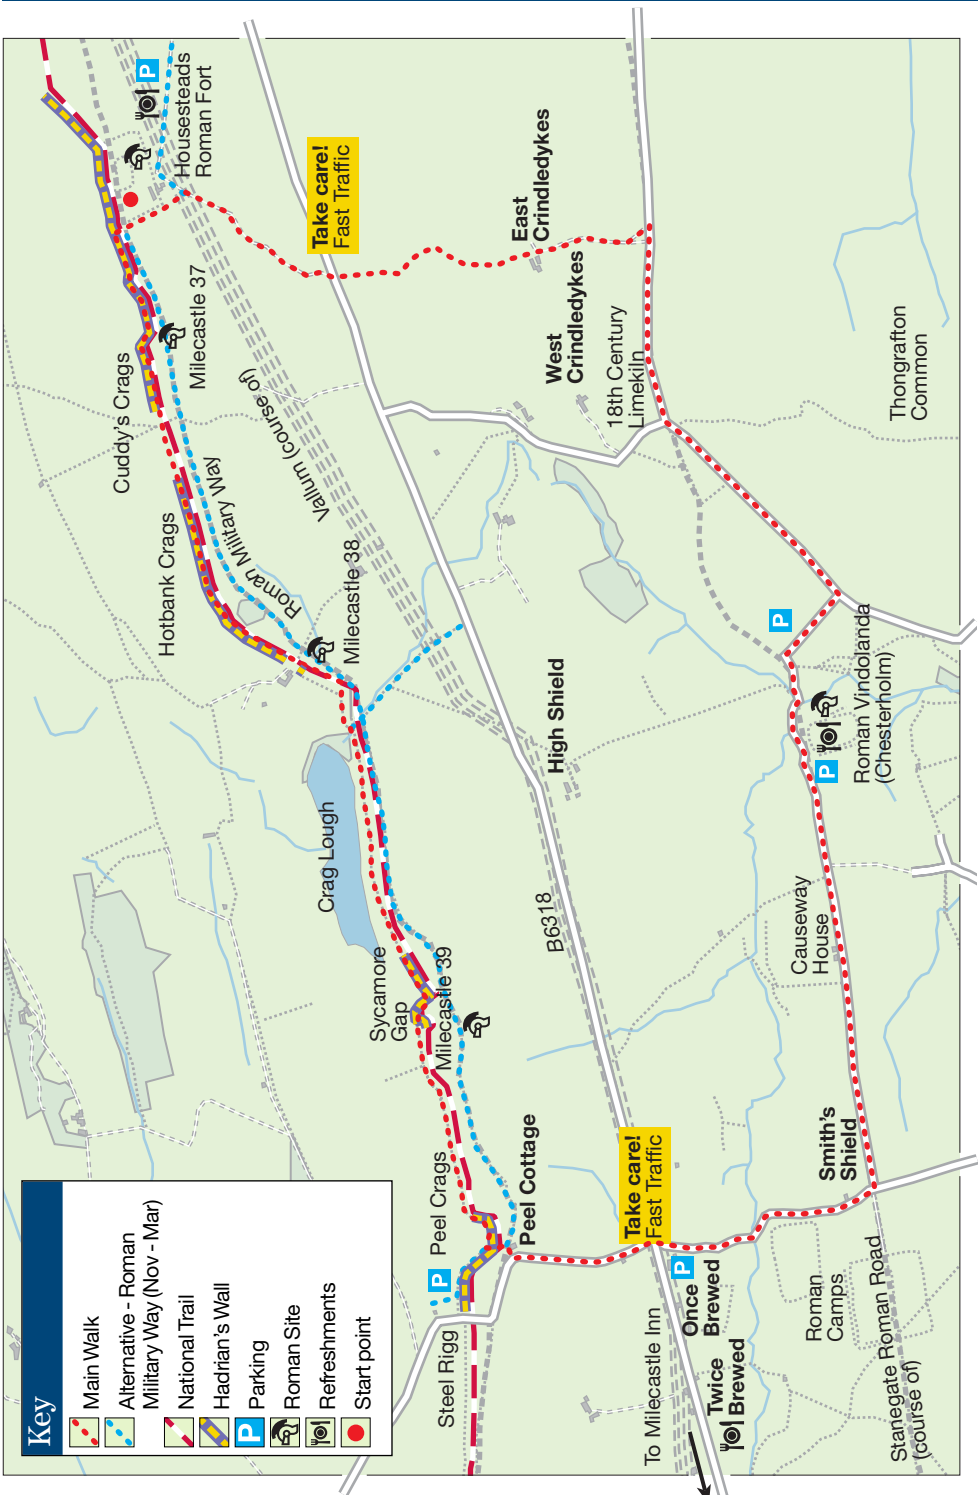 Key
Main Walk
Alternative - Roman
Military Way (Nov - Mar)
National Trail
Hadrian's Wall
Parking
Roman Site
Refreshments
Start point
P
Steel Rigg
P
Peel Crags
Peel Cottage
Sycamore
Gap
Milecastle 39
Crag Lough
Hotbank Crags
Milecastle 38
Roman Military Way
Cuddy's Crags
Milecastle 37
Vallum (course of)
P
Housesteads
Roman Fort
Take care!
Fast Traffic
East
Crindledykes
West
Crindledykes
18th Century
Limekiln
High Shield
B6318
Take care!
Fast Traffic
To Milecastle Inn
P
Once
Brewed
Twice
Brewed
Roman
Camps
Stanegate Roman Road
(course of)
Smith's
Shield
Causeway
House
P
P
Roman Vindolanda
(Chesterholm)
Thongrafton
Common